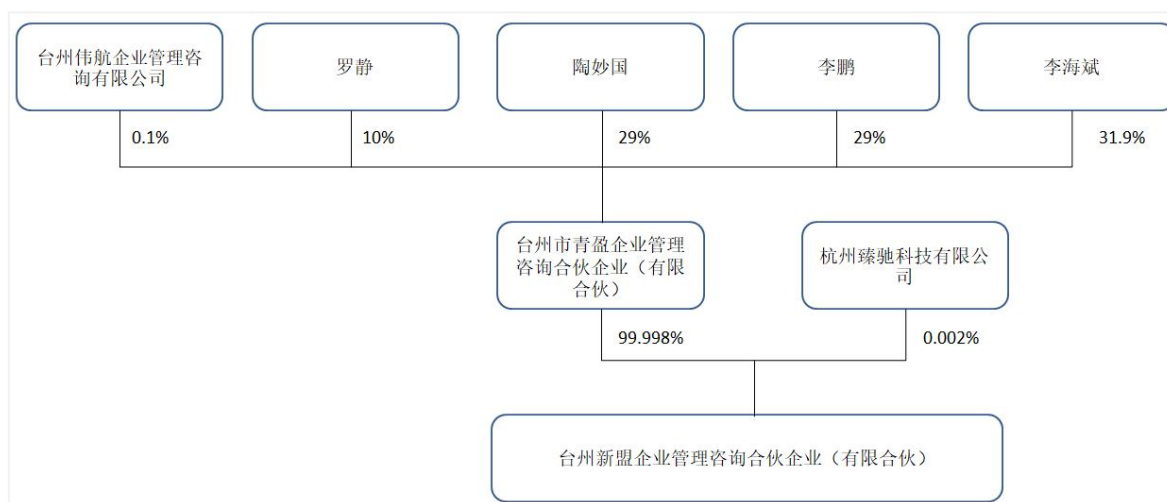 台州伟航企业管理咨
询有限公司
罗静
陶妙国
李鹏
李海斌
0.1%
10%
29%
29%
31.9%
台州市青盈企业管理
咨询合伙企业（有限
合伙）
杭州臻驰科技有限公
司
99.998%
0.002%
台州新盟企业管理咨询合伙企业（有限合伙）